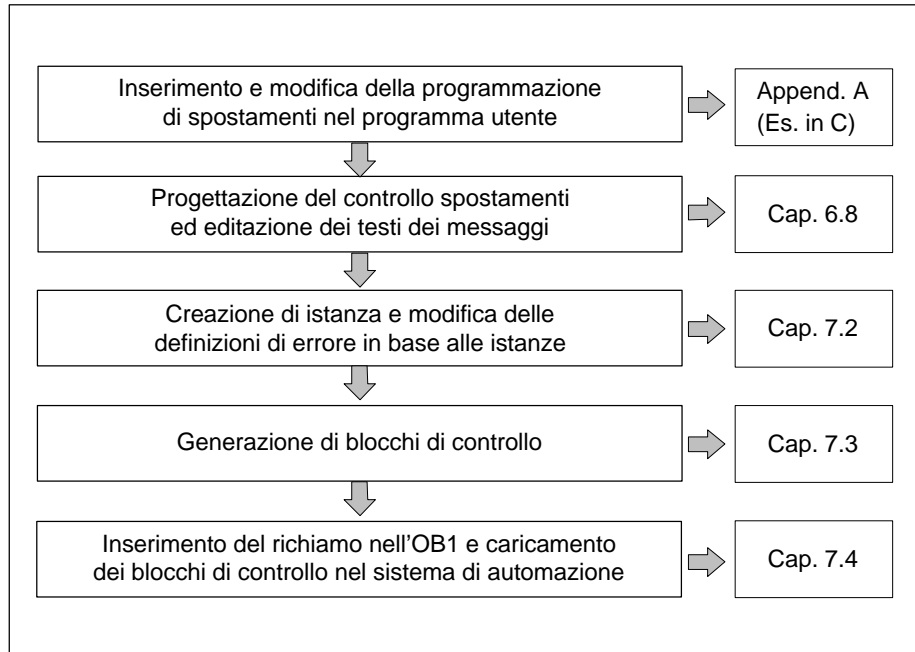 Inserimento e modifica della programmazione
di spostamenti nel programma utente
Append. A
(Es. in C)
Progettazione del controllo spostamenti
ed editazione dei testi dei messaggi
Cap. 6.8
Creazione di istanza e modifica delle
definizioni di errore in base alle istanze
Cap. 7.2
Generazione di blocchi di controllo
Cap. 7.3
Inserimento del richiamo nell'OB1 e caricamento
dei blocchi di controllo nel sistema di automazione
Cap. 7.4